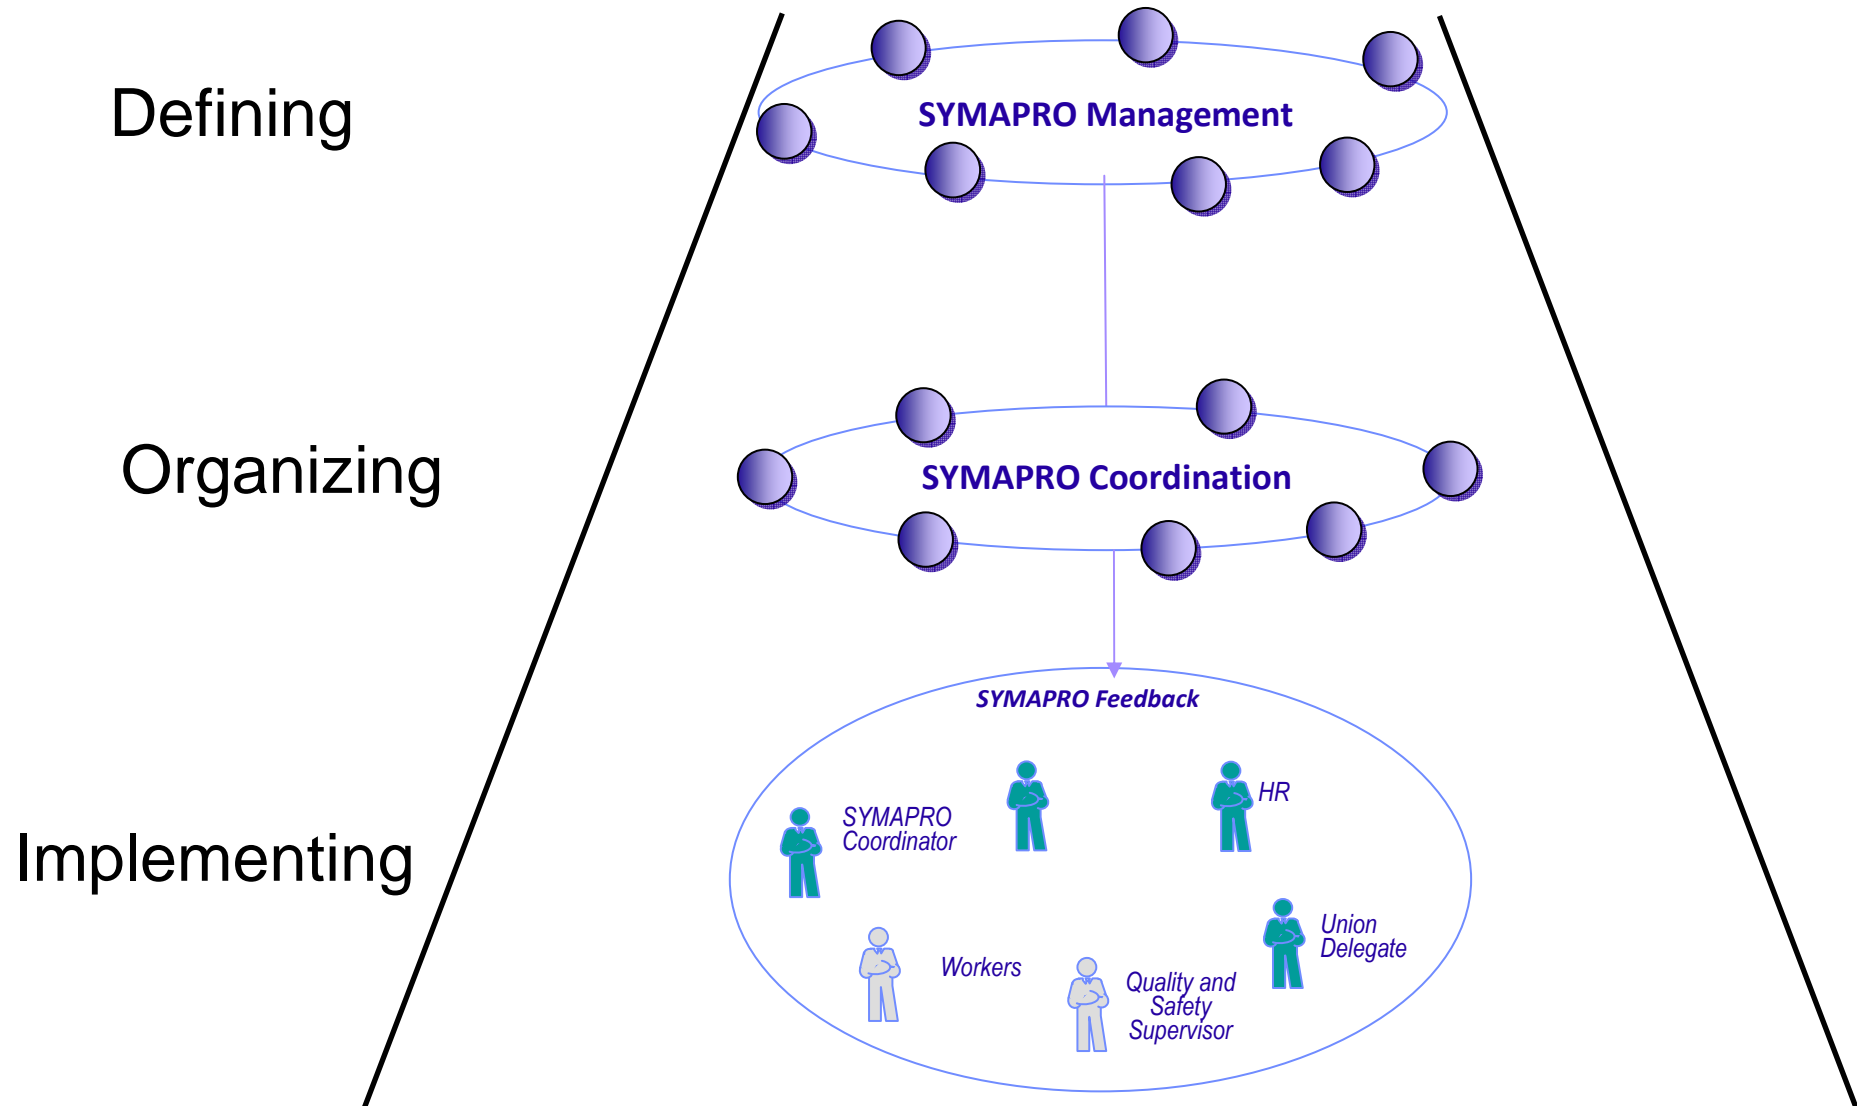 Defining
SYMAPRO Management
Organizing
SYMAPRO Coordination
Implementing
SYMAPRO Feedback
SYMAPRO
Coordinator
HR
Workers
Quality and
Safety
Supervisor
Union
Delegate